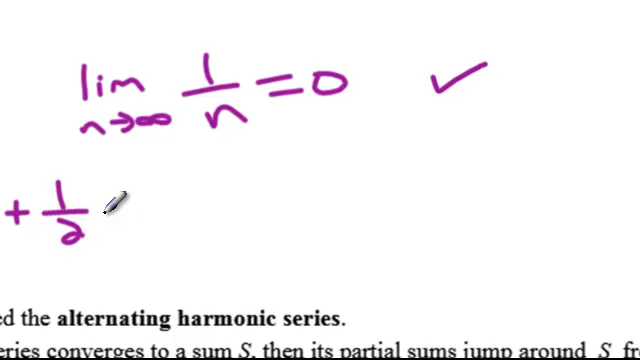 lim 1/n = 0 ✓
n→∞
+ 1/2
ed the alternating harmonic series.
eries converges to a sum S, then its partial sums jump around S, fr